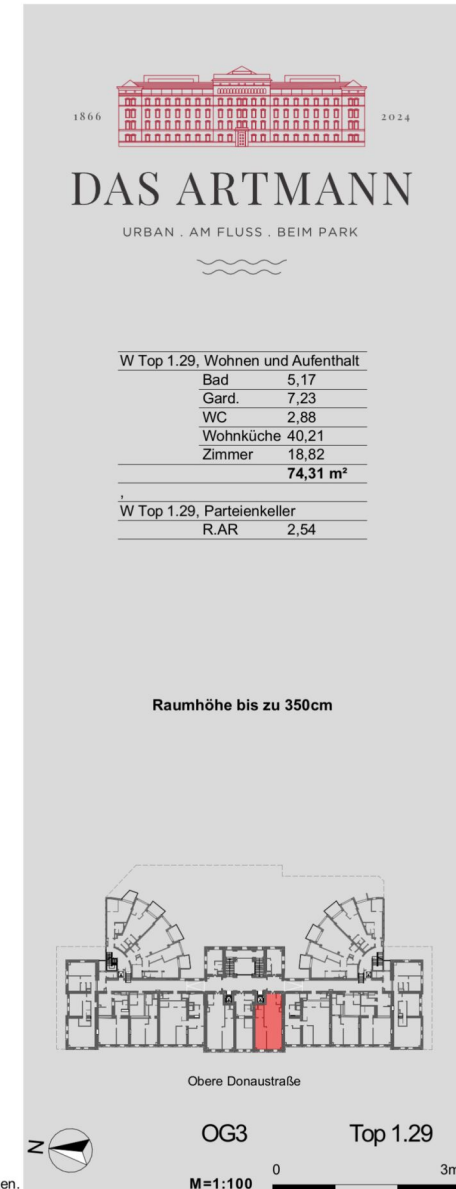 1866
2024
DAS ARTMANN
URBAN . AM FLUSS . BEIM PARK
W Top 1.29, Wohnen und Aufenthalt
Bad 5,17
Gard. 7,23
WC 2,88
Wohnküche 40,21
Zimmer 18,82
74,31 m²
,
W Top 1.29, Parteienkeller
R.AR 2,54
Raumhöhe bis zu 350cm
Obere Donaustraße
N
OG3 Top 1.29
0 3m
en. M=1:100